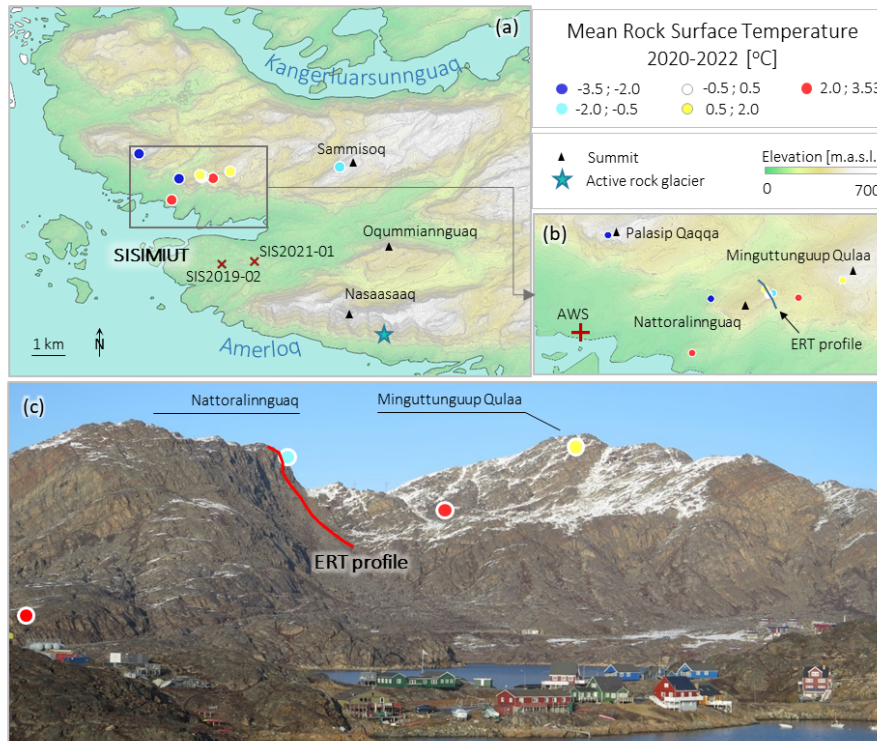 (a)
Kangerluarsunnguaq
Sammisoq
Oqummiannguaq
SISIMIUT
SIS2021-01
SIS2019-02
Nasaasaaq
1 km
N
Amerloq
Mean Rock Surface Temperature
2020-2022 [°C]
-3.5 ; -2.0
-0.5 ; 0.5
2.0 ; 3.53
-2.0 ; -0.5
0.5 ; 2.0
Summit
Active rock glacier
Elevation [m.a.s.l.
0
700
(b)
Palasip Qaqqa
Minguttunguup Qulaa
AWS
Nattoralinnguaq
ERT profile
(c)
Nattoralinnguaq
Minguttunguup Qulaa
ERT profile